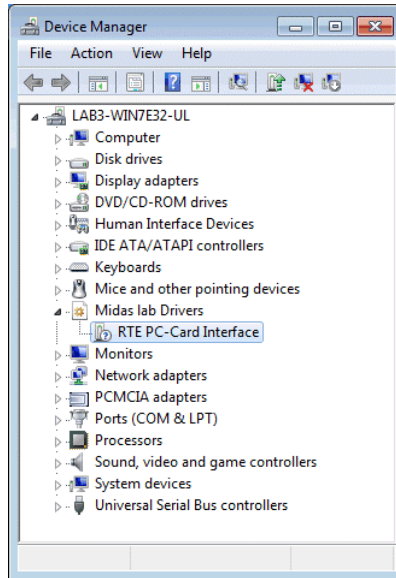 Device Manager
File Action View Help
LAB3-WIN7E32-UL
Computer
Disk drives
Display adapters
DVD/CD-ROM drives
Human Interface Devices
IDE ATA/ATAPI controllers
Keyboards
Mice and other pointing devices
Midas lab Drivers
RTE PC-Card Interface
Monitors
Network adapters
PCMCIA adapters
Ports (COM & LPT)
Processors
Sound, video and game controllers
System devices
Universal Serial Bus controllers